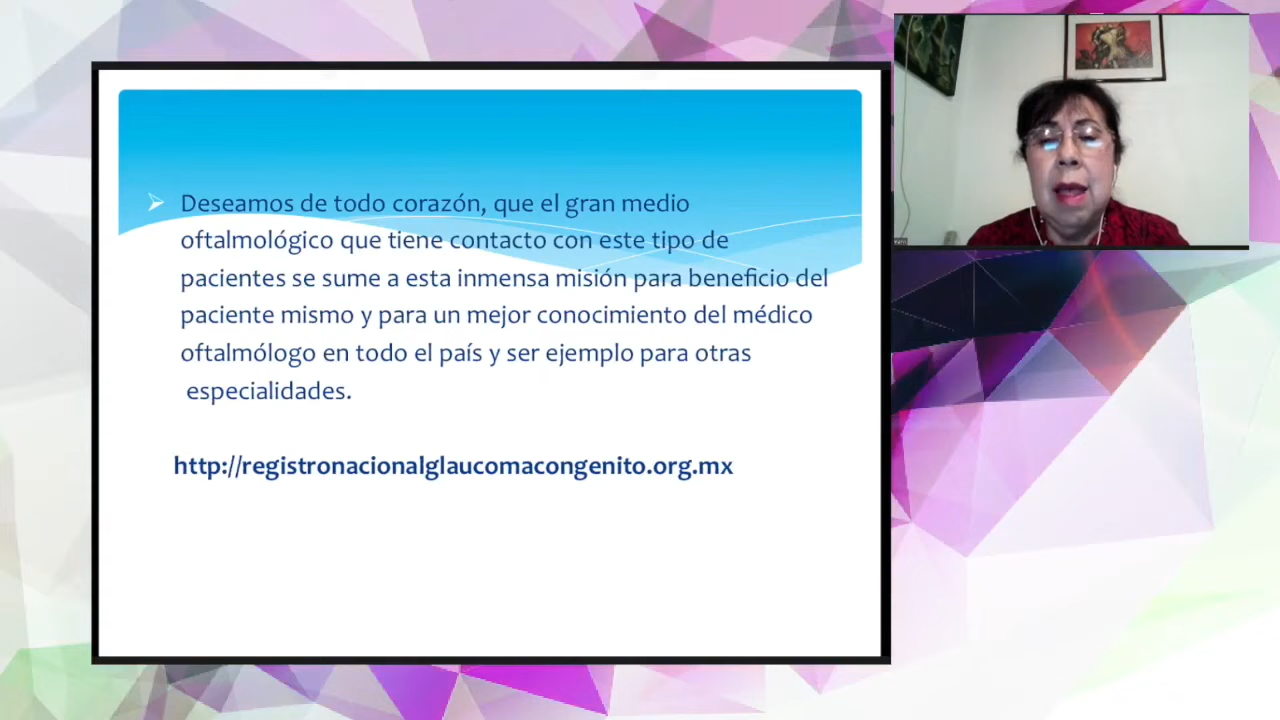 Deseamos de todo corazón, que el gran medio
oftalmológico que tiene contacto con este tipo de
pacientes se sume a esta inmensa misión para beneficio del
paciente mismo y para un mejor conocimiento del médico
oftalmólogo en todo el país y ser ejemplo para otras
especialidades.
http://registronacionalglaucomacongenito.org.mx